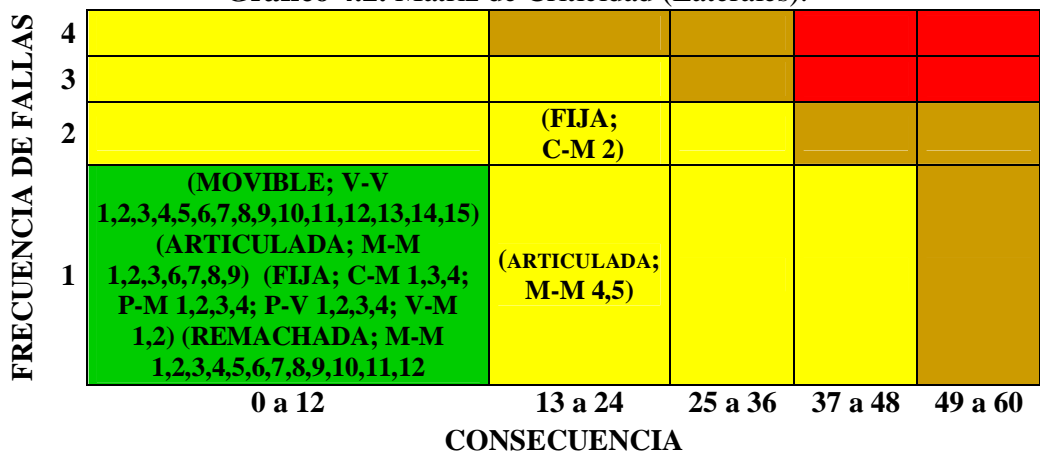 Gráfico 4.2: Matriz de Criticidad (Laterales).
FRECUENCIA DE FALLAS
4
3
2
(FIJA;
C-M 2)
1
(MOVIBLE; V-V
1,2,3,4,5,6,7,8,9,10,11,12,13,14,15)
(ARTICULADA; M-M
1,2,3,6,7,8,9) (FIJA; C-M 1,3,4;
P-M 1,2,3,4; P-V 1,2,3,4; V-M
1,2) (REMACHADA; M-M
1,2,3,4,5,6,7,8,9,10,11,12
(ARTICULADA;
M-M 4,5)
0 a 12
13 a 24
25 a 36
37 a 48
49 a 60
CONSECUENCIA